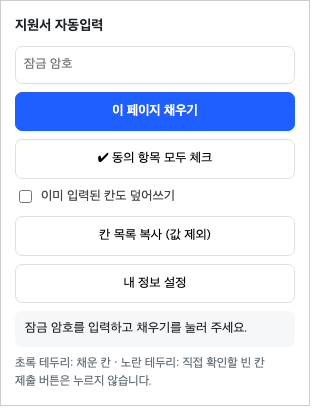 지원서 자동입력
잠금 암호
이 페이지 채우기
✔ 동의 항목 모두 체크
이미 입력된 칸도 덮어쓰기
칸 목록 복사 (값 제외)
내 정보 설정
잠금 암호를 입력하고 채우기를 눌러 주세요.
초록 테두리: 채운 칸 · 노란 테두리: 직접 확인할 빈 칸
제출 버튼은 누르지 않습니다.